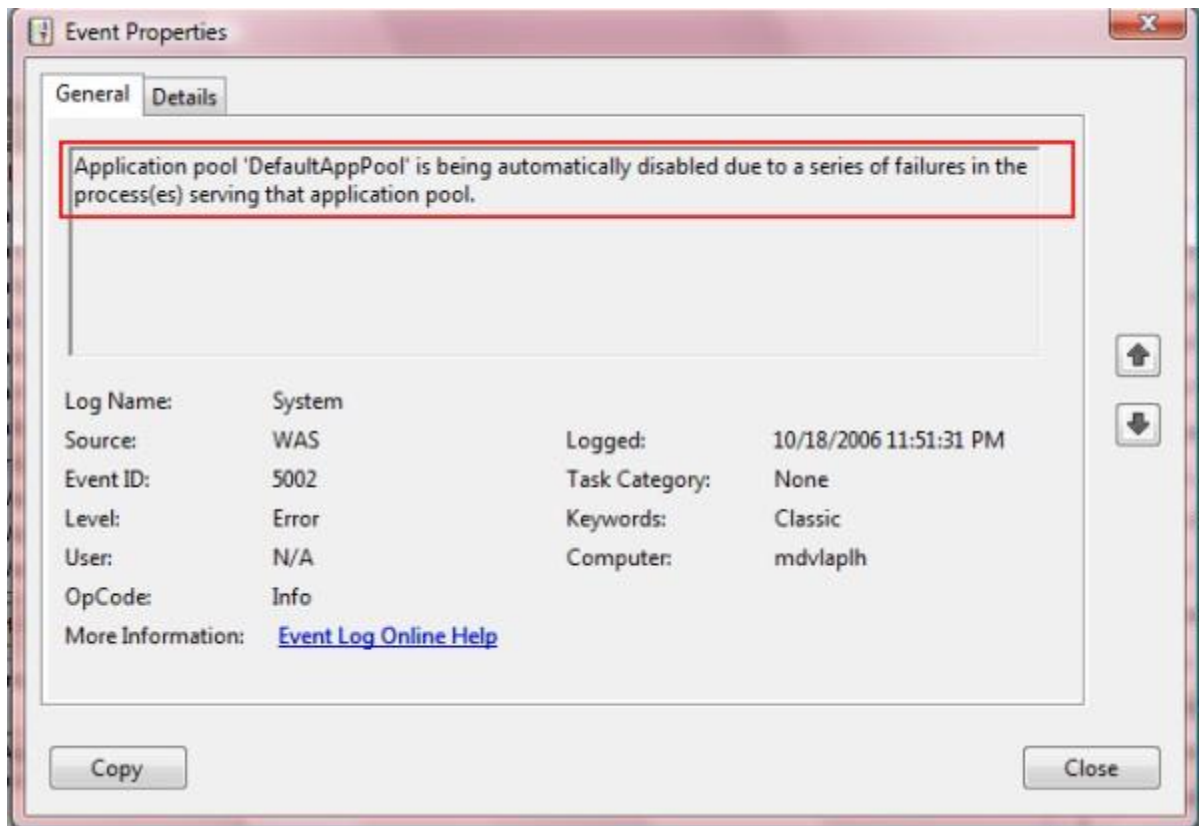 Event Properties
General Details
Application pool 'DefaultAppPool' is being automatically disabled due to a series of failures in the
process(es) serving that application pool.
Log Name: System
Source: WAS Logged: 10/18/2006 11:51:31 PM
Event ID: 5002 Task Category: None
Level: Error Keywords: Classic
User: N/A Computer: mdvlaplh
OpCode: Info
More Information: Event Log Online Help
Copy Close